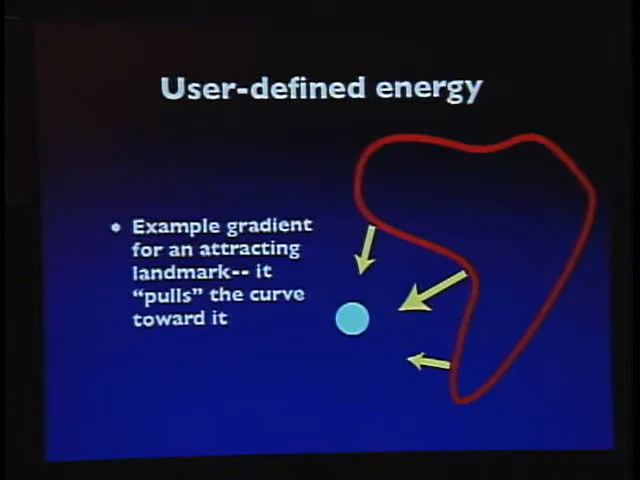 User-defined energy
• Example gradient
for an attracting
landmark-- it
“pulls” the curve
toward it